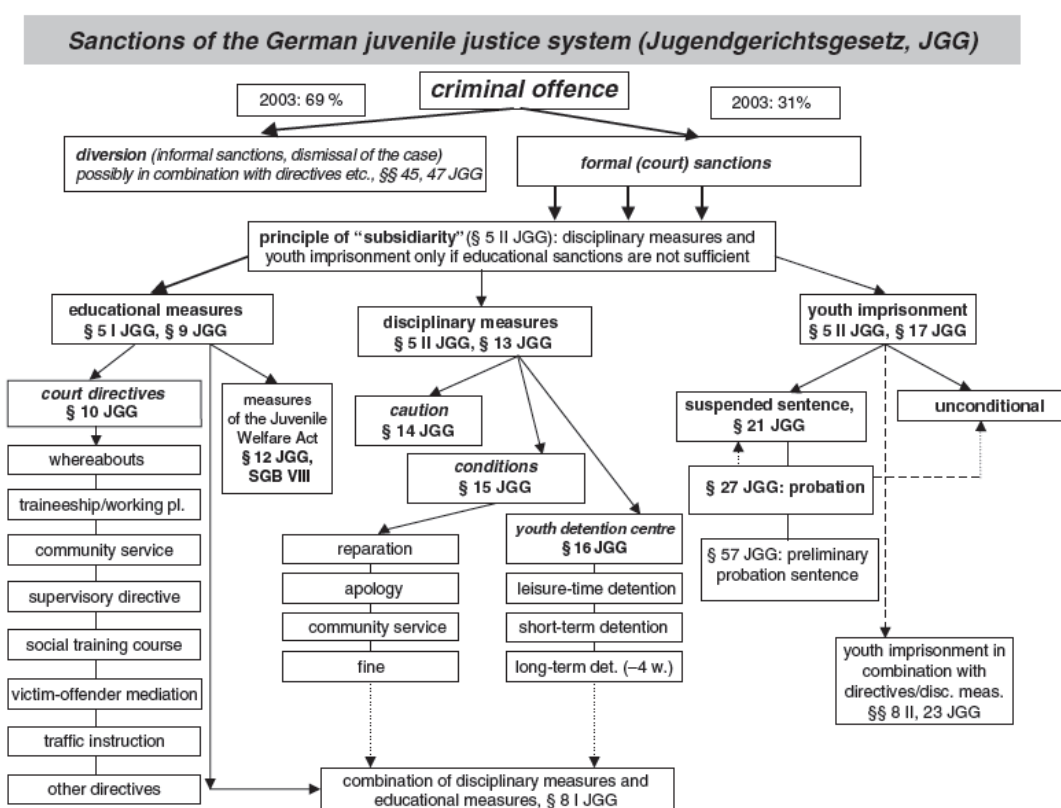 Sanctions of the German juvenile justice system (Jugendgerichtsgesetz, JGG)
criminal offence
2003: 69 %
2003: 31%
diversion (informal sanctions, dismissal of the case)
possibly in combination with directives etc., §§ 45, 47 JGG
formal (court) sanctions
principle of “subsidiarity” (§ 5 II JGG): disciplinary measures and
youth imprisonment only if educational sanctions are not sufficient
educational measures
§ 5 I JGG, § 9 JGG
court directives
§ 10 JGG
whereabouts
traineeship/working pl.
community service
supervisory directive
social training course
victim-offender mediation
traffic instruction
other directives
measures
of the Juvenile
Welfare Act
§ 12 JGG,
SGB VIII
disciplinary measures
§ 5 II JGG, § 13 JGG
caution
§ 14 JGG
conditions
§ 15 JGG
reparation
apology
community service
fine
youth detention centre
§ 16 JGG
leisure-time detention
short-term detention
long-term det. (–4 w.)
combination of disciplinary measures and
educational measures, § 8 I JGG
youth imprisonment
§ 5 II JGG, § 17 JGG
suspended sentence,
§ 21 JGG
unconditional
§ 27 JGG: probation
§ 57 JGG: preliminary
probation sentence
youth imprisonment in
combination with
directives/disc. meas.
§§ 8 II, 23 JGG